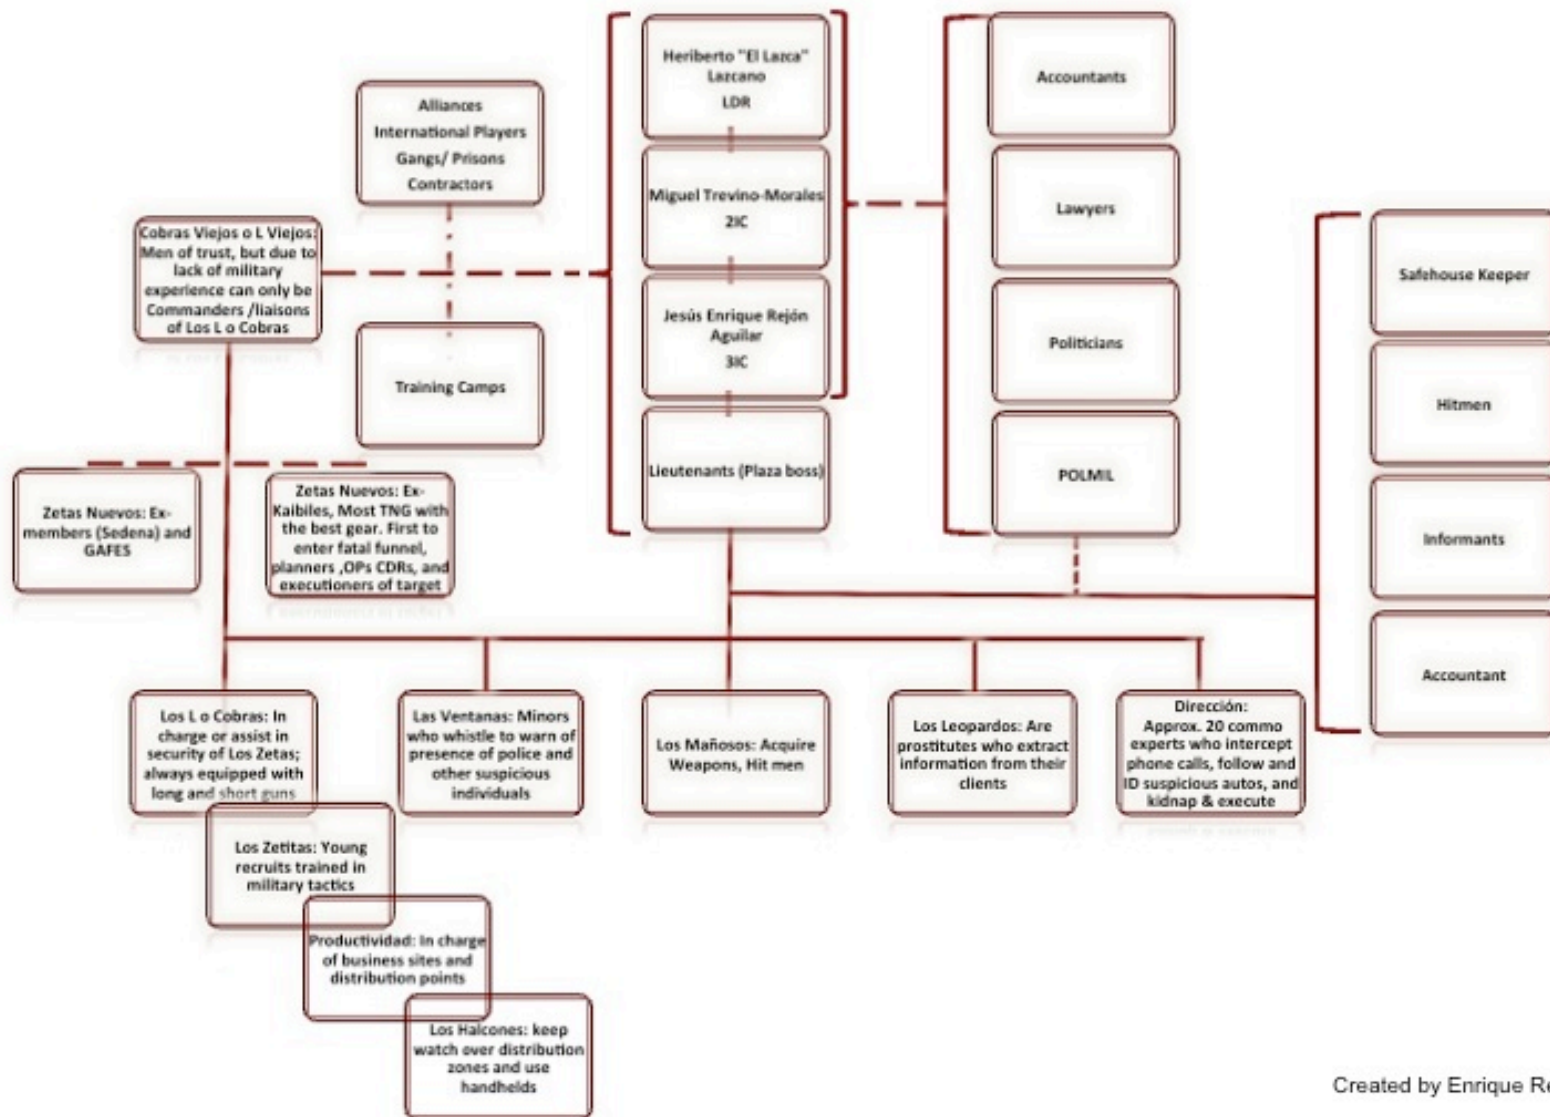 Heriberto "El Lazca"
Lazcano
LDR
Accountants
Alliances
International Players
Gangs/ Prisons
Contractors
Miguel Trevino-Morales
2IC
Lawyers
Cobras Viejos o L Viejos:
Men of trust, but due to
lack of military
experience can only be
Commanders /liaisons
of Los L o Cobras
Safehouse Keeper
Jesús Enrique Rejón
Aguilar
3IC
Politicians
Training Camps
Hitmen
Lieutenants (Plaza boss)
POLMIL
Zetas Nuevos: Ex-
members (Sedena) and
GAFES
Zetas Nuevos: Ex-
Kaibiles, Most TNG with
the best gear. First to
enter fatal funnel,
planners ,OPs CDRs, and
executioners of target
Informants
Accountant
Los L o Cobras: In
charge or assist in
security of Los Zetas;
always equipped with
long and short guns
Las Ventanas: Minors
who whistle to warn of
presence of police and
other suspicious
individuals
Los Mañosos: Acquire
Weapons, Hit men
Los Leopardos: Are
prostitutes who extract
information from their
clients
Dirección:
Approx. 20 commo
experts who intercept
phone calls, follow and
ID suspicious autos, and
kidnap & execute
Los Zetitas: Young
recruits trained in
military tactics
Productividad: In charge
of business sites and
distribution points
Los Halcones: keep
watch over distribution
zones and use
handhelds
Created by Enrique